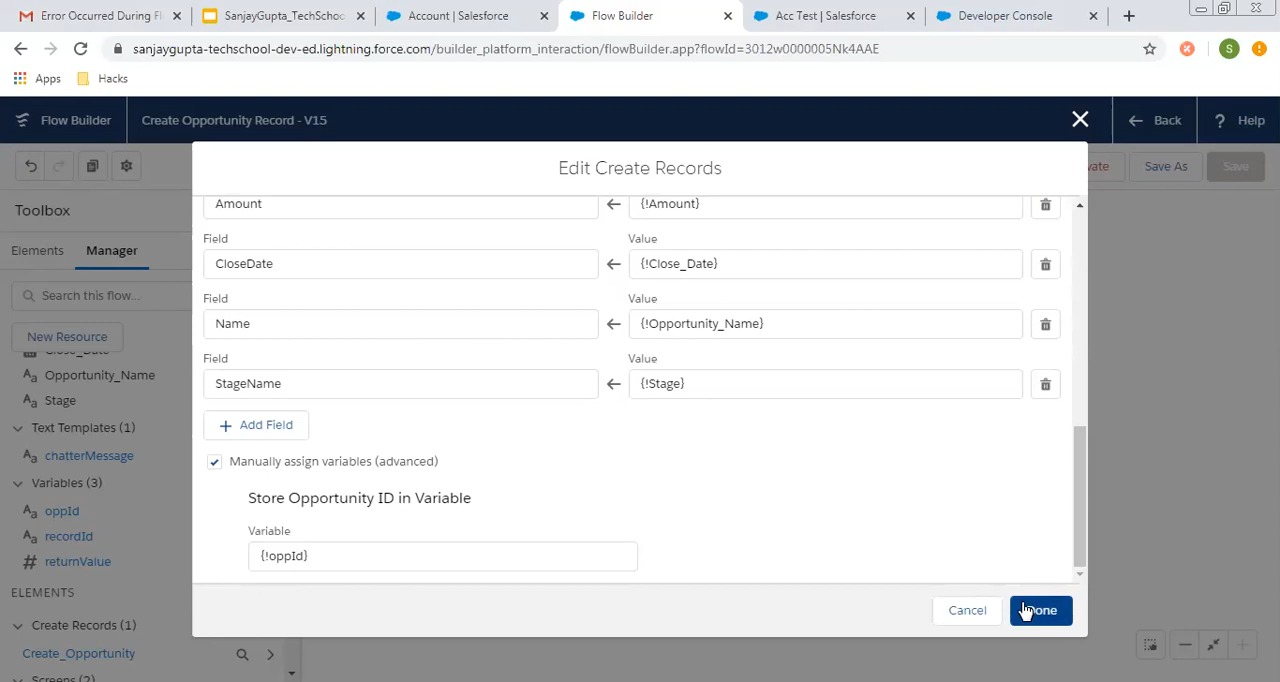 Error Occurred During Fl
SanjayGupta_TechSchoo
Account | Salesforce
Flow Builder
Acc Test | Salesforce
Developer Console
sanjaygupta-techschool-dev-ed.lightning.force.com/builder_platform_interaction/flowBuilder.app?flowId=3012w0000005Nk4AAE
S
Apps
Hacks
Flow Builder
Create Opportunity Record - V15
Back
? Help
Edit Create Records
vate
Save As
Save
Toolbox
Elements
Manager
Search this flow...
New Resource
Close_Date
Opportunity_Name
Stage
Text Templates (1)
chatterMessage
Variables (3)
oppId
recordId
returnValue
ELEMENTS
Create Records (1)
Create_Opportunity
Screens (2)
Amount
{!Amount}
Field
Value
CloseDate
{!Close_Date}
Field
Value
Name
{!Opportunity_Name}
Field
Value
StageName
{!Stage}
+ Add Field
Manually assign variables (advanced)
Store Opportunity ID in Variable
Variable
{!oppId}
Cancel
Done